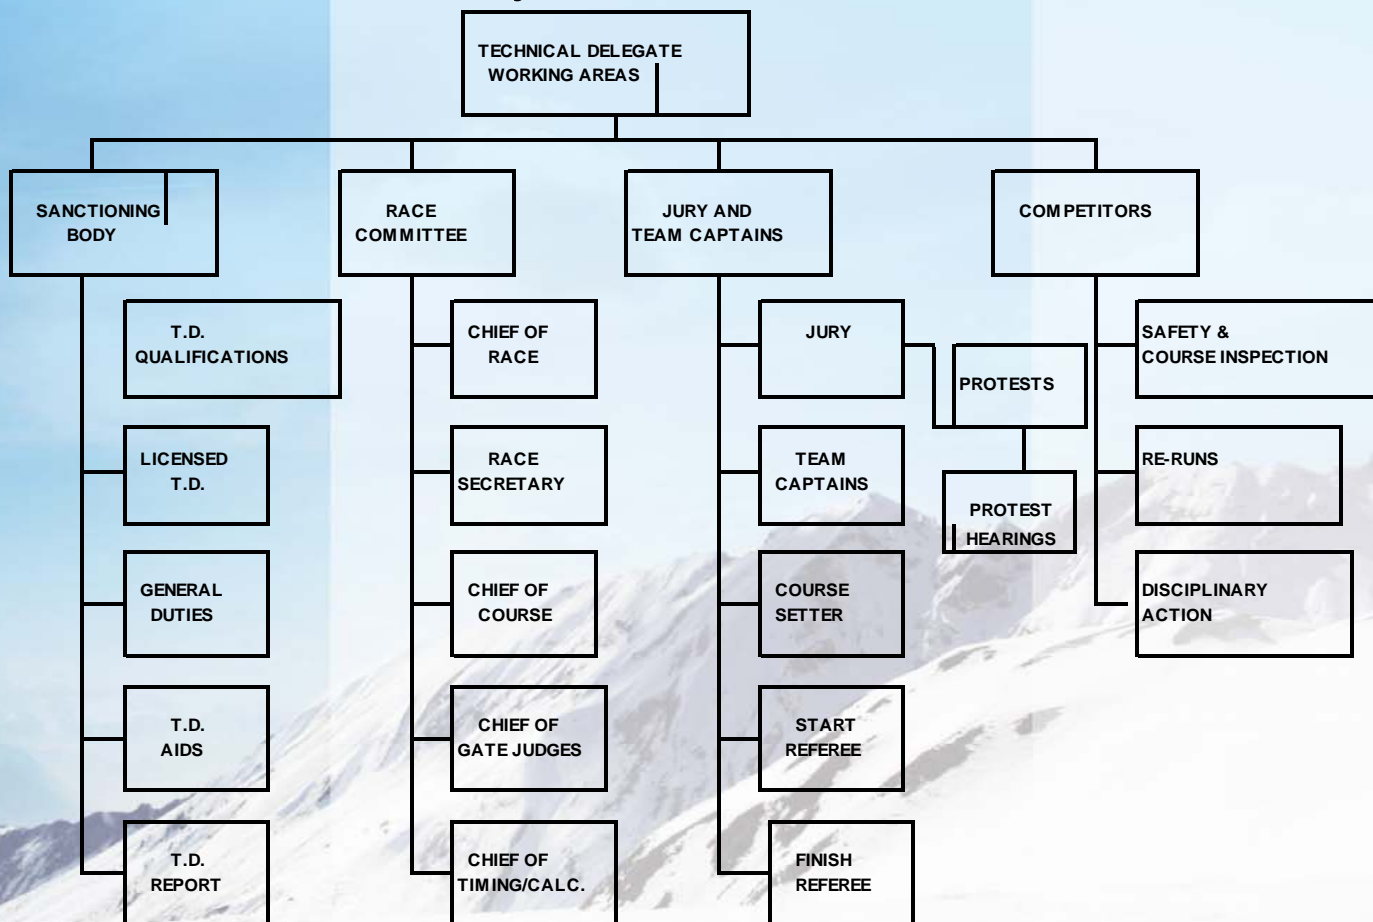 TECHNICAL DELEGATE
WORKING AREAS
SANCTIONING
BODY
RACE
COMMITTEE
JURY AND
TEAM CAPTAINS
COMPETITORS
T.D.
QUALIFICATIONS
LICENSED
T.D.
GENERAL
DUTIES
T.D.
AIDS
T.D.
REPORT
CHIEF OF
RACE
RACE
SECRETARY
CHIEF OF
COURSE
CHIEF OF
GATE JUDGES
CHIEF OF
TIMING/CALC.
JURY
PROTESTS
PROTEST
HEARINGS
TEAM
CAPTAINS
COURSE
SETTER
START
REFEREE
FINISH
REFEREE
SAFETY &
COURSE INSPECTION
RE-RUNS
DISCIPLINARY
ACTION